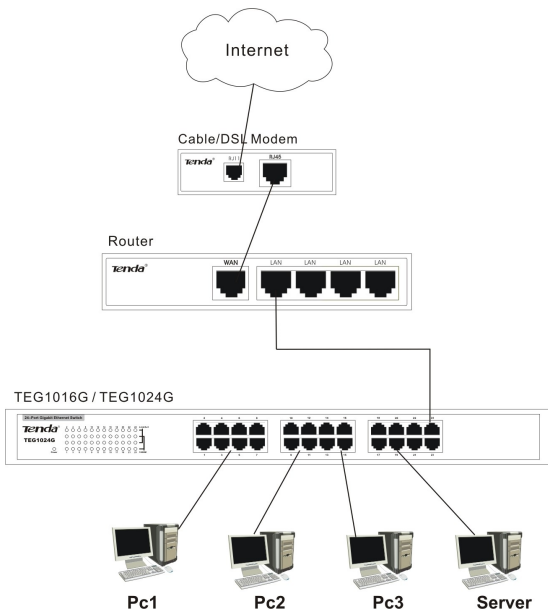 Internet
Cable/DSL Modem
Tenda®
RJ11
RJ45
Router
Tenda®
WAN
LAN
LAN
LAN
LAN
TEG1016G / TEG1024G
24-Port Gigabit Ethernet Switch
Tenda®
TEG1024G
Pc1
Pc2
Pc3
Server